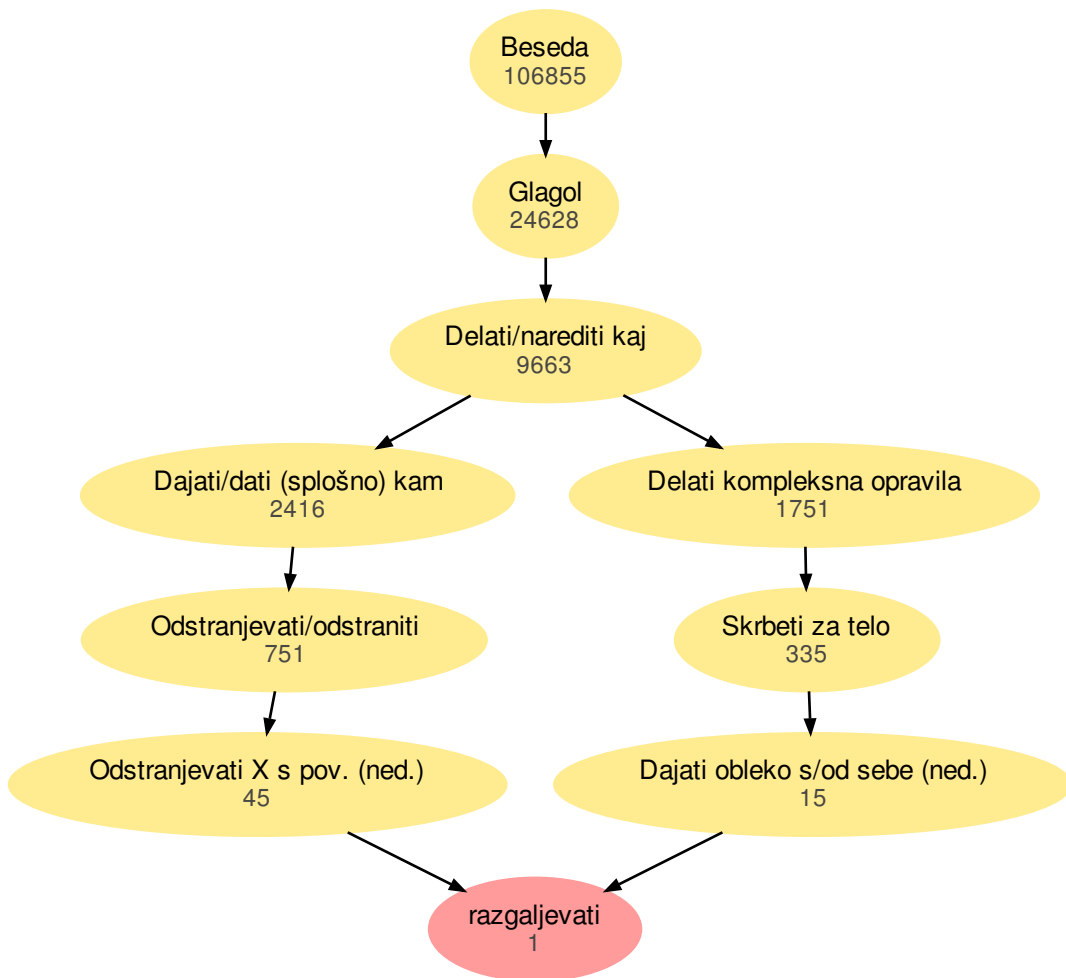 Beseda
106855
Glagol
24628
Delati/narediti kaj
9663
Dajati/dati (splošno) kam
2416
Delati kompleksna opravila
1751
Odstranjevati/odstraniti
751
Skrbeti za telo
335
Odstranjevati X s pov. (ned.)
45
Dajati obleko s/od sebe (ned.)
15
razgaljevati
1